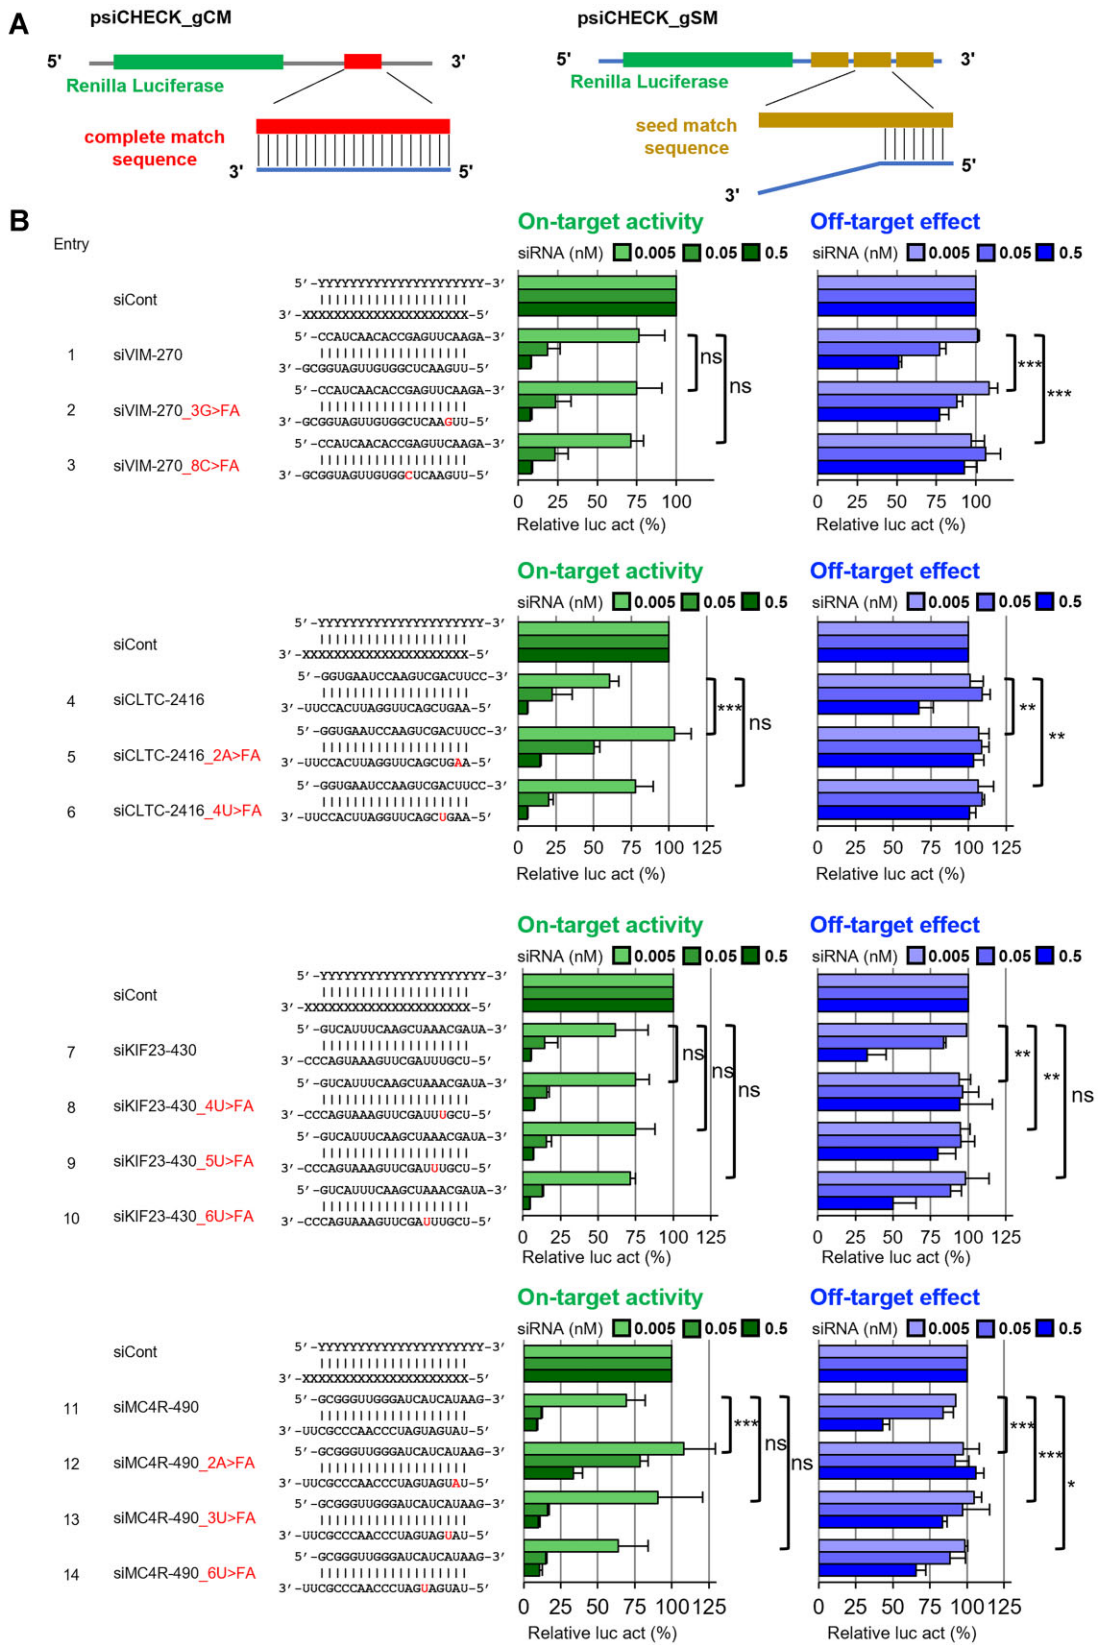 A
psiCHECK_gCM
psiCHECK_gSM
5'
3'
5'
3'
Renilla Luciferase
Renilla Luciferase
complete match
sequence
seed match
sequence
3'
5'
5'
3'
B
On-target activity
Off-target effect
Entry
siRNA (nM) 0.005 0.05 0.5
siRNA (nM) 0.005 0.05 0.5
siCont
5′-YYYYYYYYYYYYYYYYYYYYY-3′
3′-XXXXXXXXXXXXXXXXXXXXX-5′
1 siVIM-270
5′-CCAUCAACACCGAGUUCAAGA-3′
3′-GCGGUAGUUGUGGCUCAAGUU-5′
ns
ns
***
***
2 siVIM-270_3G>FA
5′-CCAUCAACACCGAGUUCAAGA-3′
3′-GCGGUAGUUGUGGCUCAAGUU-5′
3 siVIM-270_8C>FA
5′-CCAUCAACACCGAGUUCAAGA-3′
3′-GCGGUAGUUGUGGCUCAAGUU-5′
0 25 50 75 100
0 25 50 75 100
Relative luc act (%)
Relative luc act (%)
On-target activity
Off-target effect
siRNA (nM) 0.005 0.05 0.5
siRNA (nM) 0.005 0.05 0.5
siCont
5′-YYYYYYYYYYYYYYYYYYYYY-3′
3′-XXXXXXXXXXXXXXXXXXXXX-5′
4 siCLTC-2416
5′-GGUGAAUCCAAGUCGACUUCC-3′
3′-UUCCACUUAGGUUCAGCUGAA-5′
***
ns
**
**
5 siCLTC-2416_2A>FA
5′-GGUGAAUCCAAGUCGACUUCC-3′
3′-UUCCACUUAGGUUCAGCUGAA-5′
6 siCLTC-2416_4U>FA
5′-GGUGAAUCCAAGUCGACUUCC-3′
3′-UUCCACUUAGGUUCAGCUGAA-5′
0 25 50 75 100 125
0 25 50 75 100 125
Relative luc act (%)
Relative luc act (%)
On-target activity
Off-target effect
siRNA (nM) 0.005 0.05 0.5
siRNA (nM) 0.005 0.05 0.5
siCont
5′-YYYYYYYYYYYYYYYYYYYYY-3′
3′-XXXXXXXXXXXXXXXXXXXXX-5′
7 siKIF23-430
5′-GUCAUUUCAAGCUAAACGAUA-3′
3′-CCCAGUAAAGUUCGAUUUGCU-5′
ns
ns
ns
**
**
ns
8 siKIF23-430_4U>FA
5′-GUCAUUUCAAGCUAAACGAUA-3′
3′-CCCAGUAAAGUUCGAUUUGCU-5′
9 siKIF23-430_5U>FA
5′-GUCAUUUCAAGCUAAACGAUA-3′
3′-CCCAGUAAAGUUCGAUUUGCU-5′
10 siKIF23-430_6U>FA
5′-GUCAUUUCAAGCUAAACGAUA-3′
3′-CCCAGUAAAGUUCGAUUUGCU-5′
0 25 50 75 100 125
0 25 50 75 100 125
Relative luc act (%)
Relative luc act (%)
On-target activity
Off-target effect
siRNA (nM) 0.005 0.05 0.5
siRNA (nM) 0.005 0.05 0.5
siCont
5′-YYYYYYYYYYYYYYYYYYYYY-3′
3′-XXXXXXXXXXXXXXXXXXXXX-5′
11 siMC4R-490
5′-GCGGGUUGGGAUCAUCAUAAG-3′
3′-UUCGCCCAACCCUAGUAGUAU-5′
***
ns
ns
***
***
*
12 siMC4R-490_2A>FA
5′-GCGGGUUGGGAUCAUCAUAAG-3′
3′-UUCGCCCAACCCUAGUAGUAU-5′
13 siMC4R-490_3U>FA
5′-GCGGGUUGGGAUCAUCAUAAG-3′
3′-UUCGCCCAACCCUAGUAGUAU-5′
14 siMC4R-490_6U>FA
5′-GCGGGUUGGGAUCAUCAUAAG-3′
3′-UUCGCCCAACCCUAGUAGUAU-5′
0 25 50 75 100 125
0 25 50 75 100 125
Relative luc act (%)
Relative luc act (%)